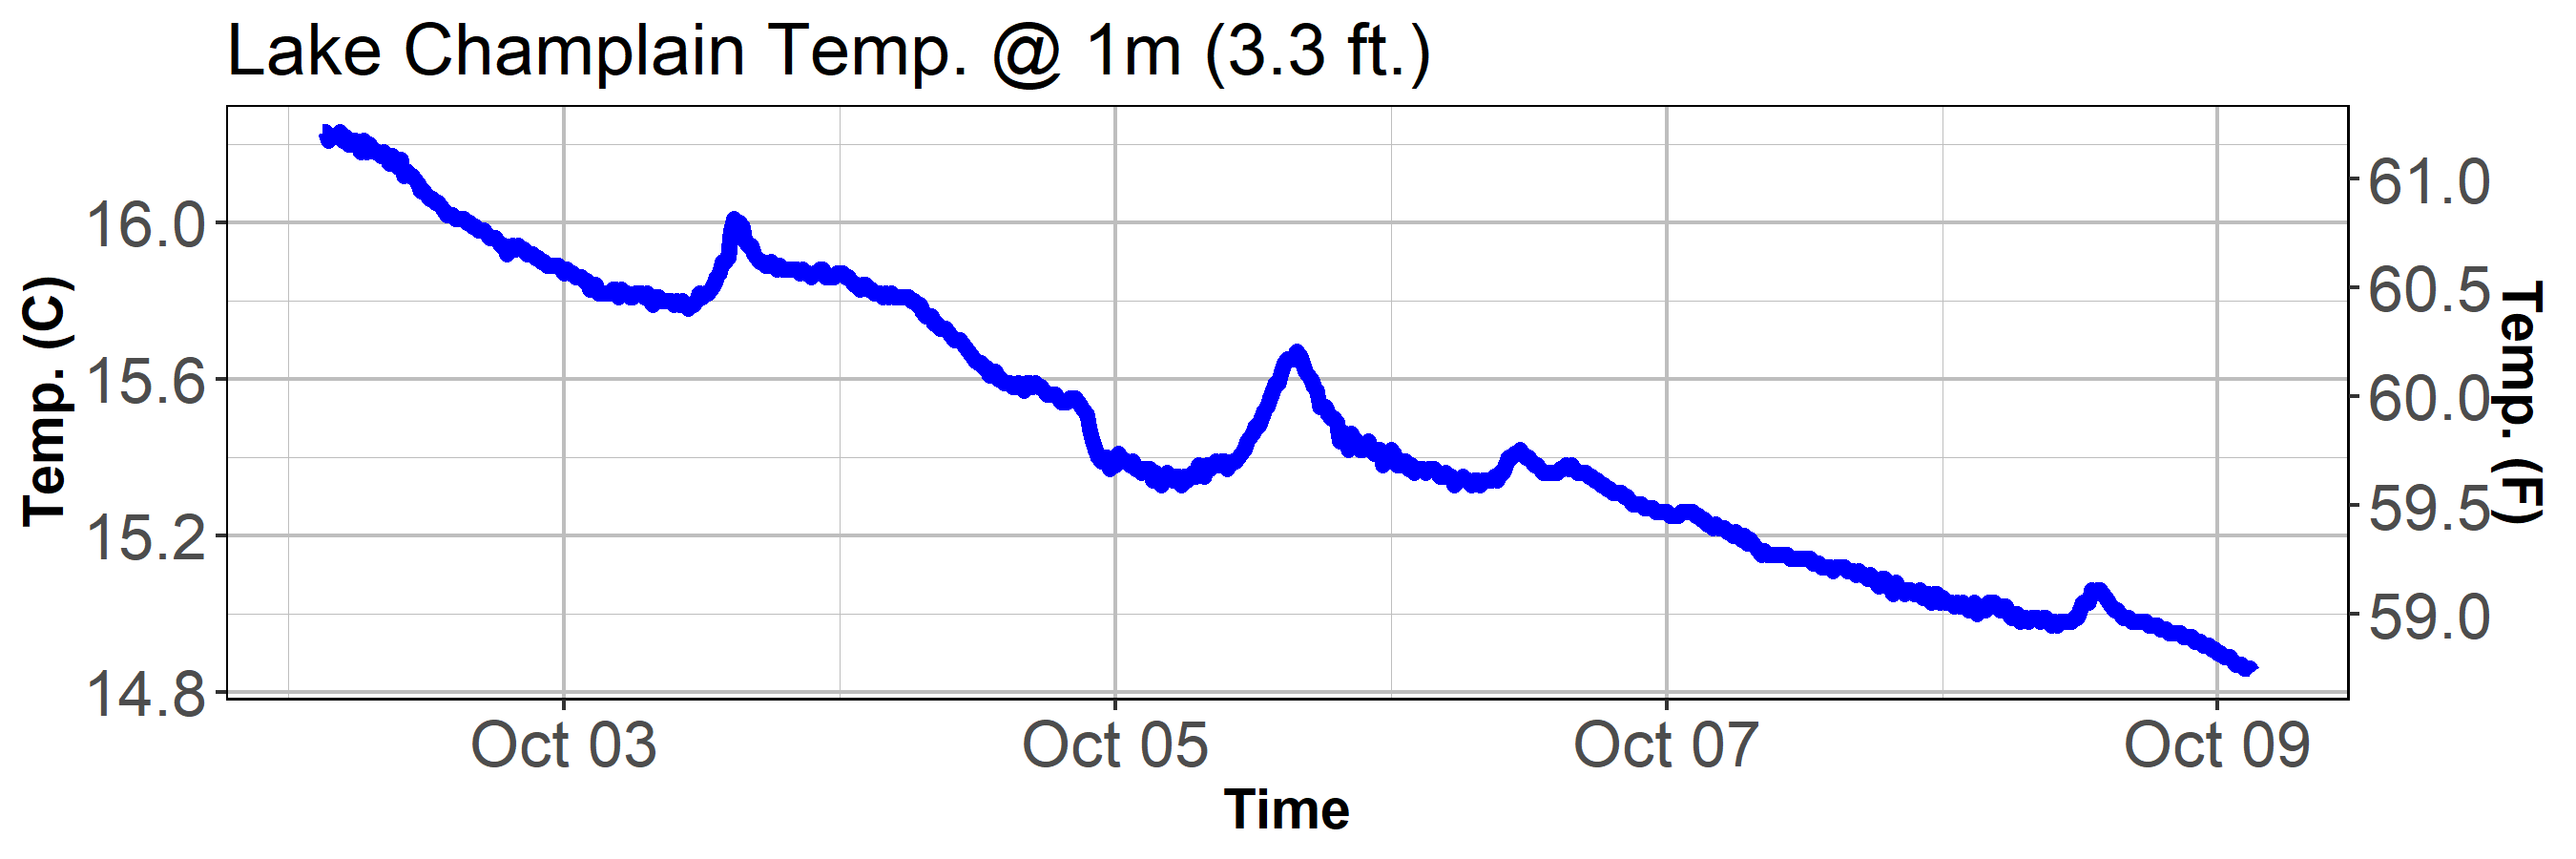 Lake Champlain Temp. @ 1m (3.3 ft.)
Temp. (C)
16.0
15.6
15.2
14.8
61.0
60.5
60.0
59.5
59.0
Temp. (F)
Oct 03 Oct 05 Oct 07 Oct 09
Time